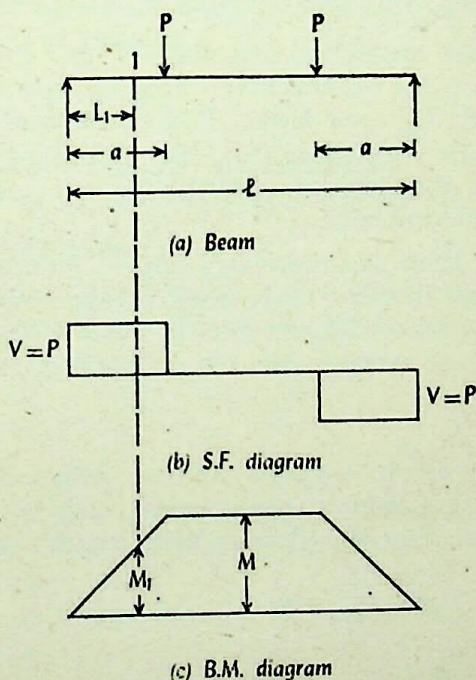 P P
1
L1
a a
ℓ
(a) Beam
V=P
V=P
(b) S.F. diagram
M1 M
(c) B.M. diagram